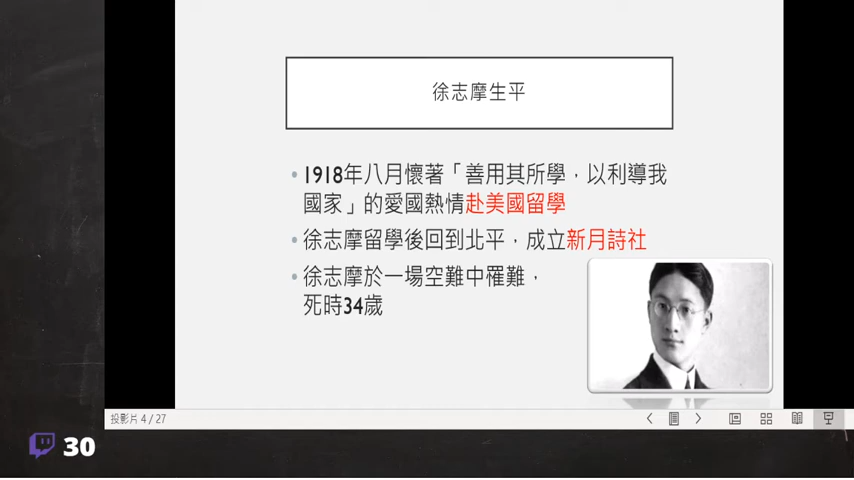 徐志摩生平
•1918年八月懷著「善用其所學，以利導我
國家」的愛國熱情赴美國留學
•徐志摩留學後回到北平，成立新月詩社
•徐志摩於一場空難中罹難，
死時34歲
投影片 4 / 27
30